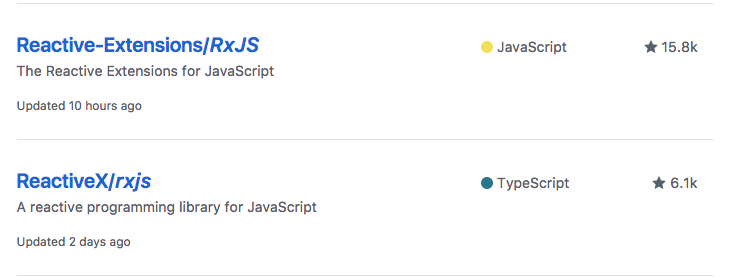 Reactive-Extensions/RxJS
JavaScript
15.8k
The Reactive Extensions for JavaScript
Updated 10 hours ago
ReactiveX/rxjs
TypeScript
6.1k
A reactive programming library for JavaScript
Updated 2 days ago